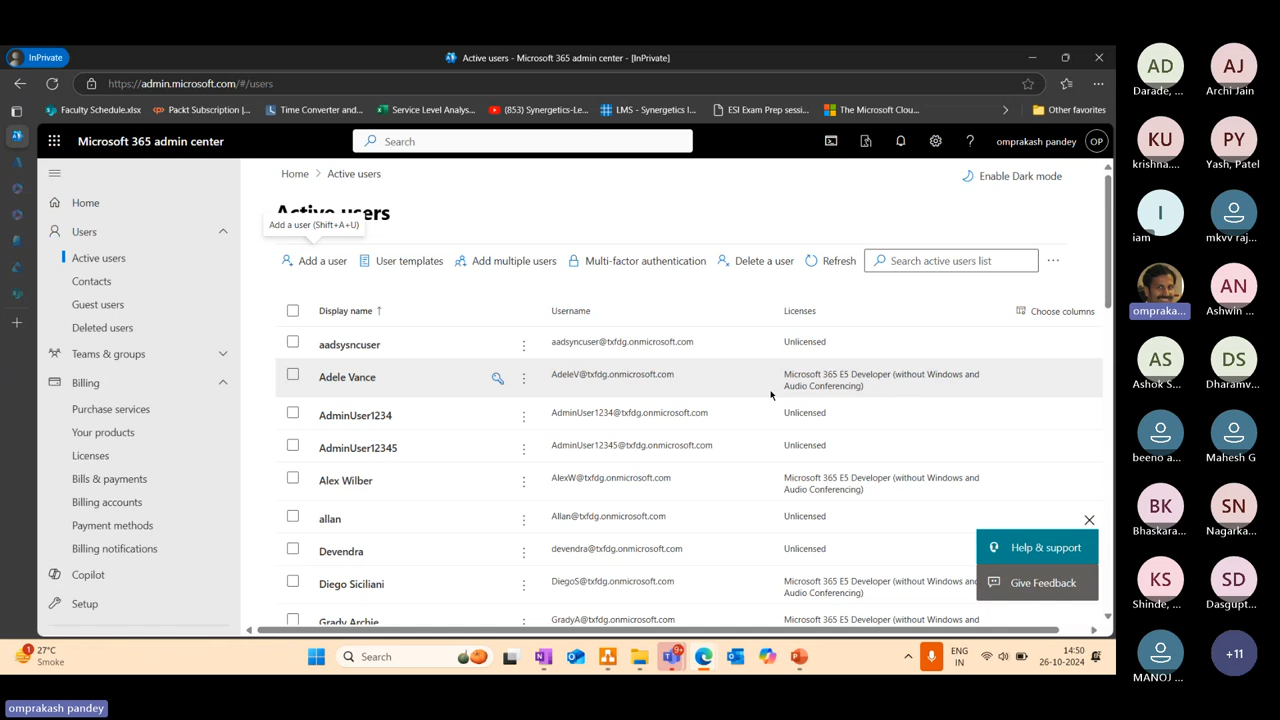 InPrivate
Active users - Microsoft 365 admin center - [InPrivate]
https://admin.microsoft.com/#/users
Faculty Schedule.xlsx
Packt Subscription |...
Time Converter and...
Service Level Analys...
(853) Synergetics-Le...
LMS - Synergetics I...
ESI Exam Prep sessi...
The Microsoft Clou...
Other favorites
Microsoft 365 admin center
Search
omprakash pandey
OP
Home
Users
Active users
Contacts
Guest users
Deleted users
Teams & groups
Billing
Purchase services
Your products
Licenses
Bills & payments
Billing accounts
Payment methods
Billing notifications
Copilot
Setup
Home > Active users
Enable Dark mode
Active users
Add a user (Shift+A+U)
Add a user
User templates
Add multiple users
Multi-factor authentication
Delete a user
Refresh
Search active users list
Display name ↑
Username
Licenses
Choose columns
aadsyncuser
aadsyncuser@txfdg.onmicrosoft.com
Unlicensed
Adele Vance
AdeleV@txfdg.onmicrosoft.com
Microsoft 365 E5 Developer (without Windows and
Audio Conferencing)
AdminUser1234
AdminUser1234@txfdg.onmicrosoft.com
Unlicensed
AdminUser12345
AdminUser12345@txfdg.onmicrosoft.com
Unlicensed
Alex Wilber
AlexW@txfdg.onmicrosoft.com
Microsoft 365 E5 Developer (without Windows and
Audio Conferencing)
allan
Allan@txfdg.onmicrosoft.com
Unlicensed
Devendra
devendra@txfdg.onmicrosoft.com
Unlicensed
Diego Siciliani
DiegoS@txfdg.onmicrosoft.com
Microsoft 365 E5 Developer (without Windows and
Audio Conferencing)
Grady Archie
GradyA@txfdg.onmicrosoft.com
Microsoft 365 E5 Developer (without Windows and
Help & support
Give Feedback
1
27°C
Smoke
Search
9+
ENG
IN
14:50
26-10-2024
omprakash pandey
AD
Darade, ...
AJ
Archi Jain
KU
krishna....
PY
Yash, Patel
I
iam
mkvv raj...
ompraka...
AN
Ashwin ...
AS
Ashok S...
DS
Dharamv...
beeno a...
Mahesh G
BK
Bhaskara...
SN
Nagarka...
KS
Shinde, ...
SD
Dasgupt...
MANOJ ...
+11